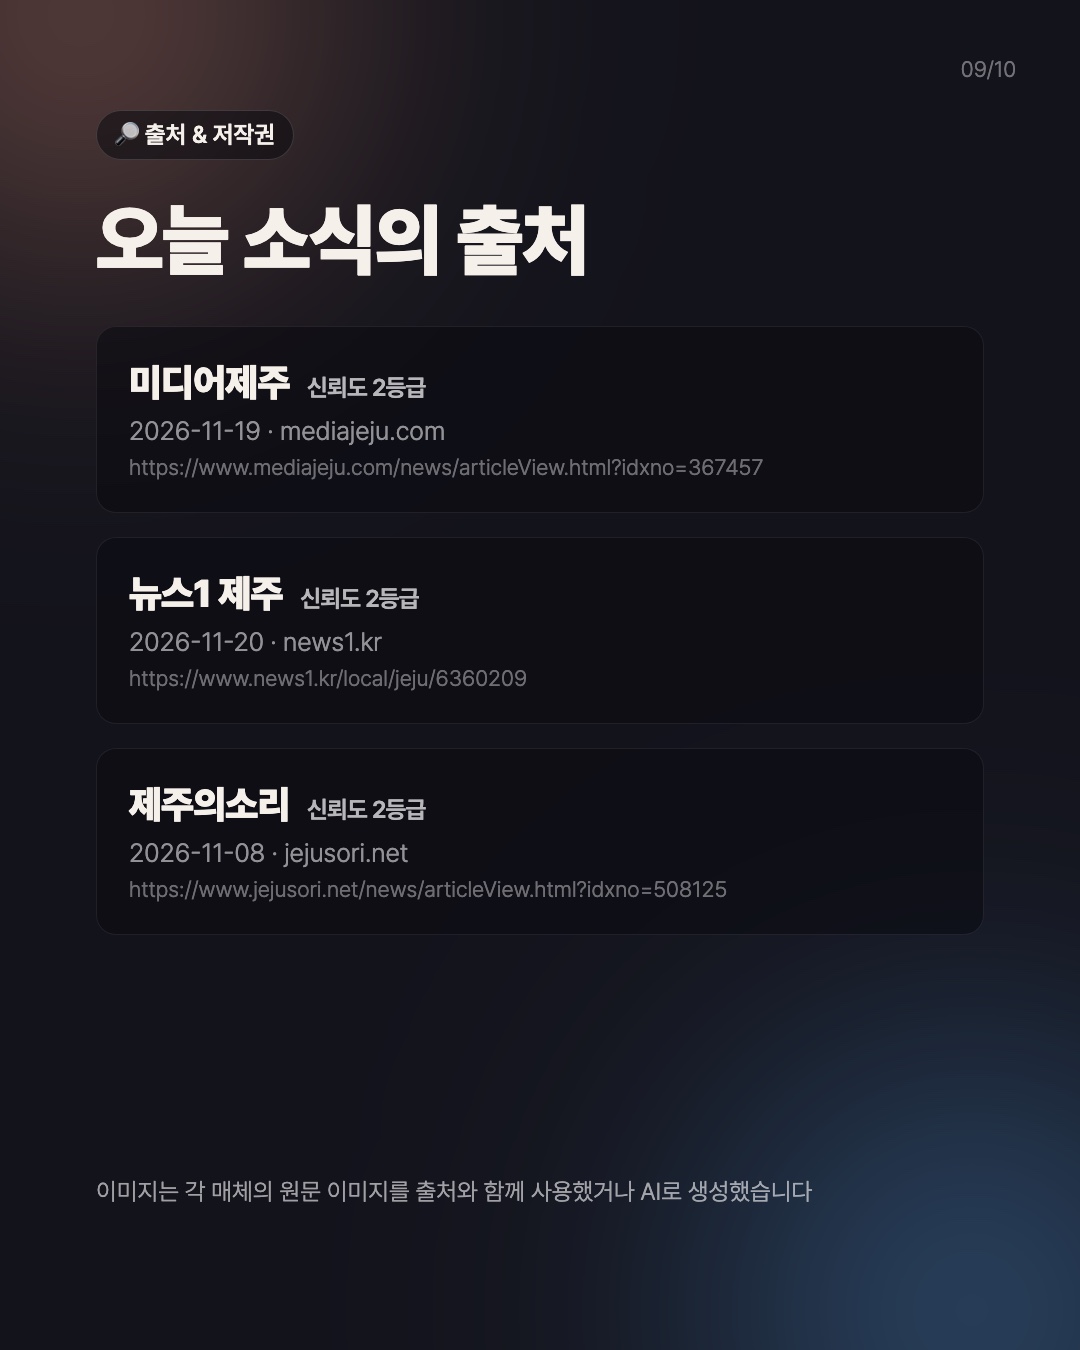 09/10
🔎 출처 & 저작권
오늘 소식의 출처
미디어제주 신뢰도 2등급
2026-11-19 · mediajeju.com
https://www.mediajeju.com/news/articleView.html?idxno=367457
뉴스1 제주 신뢰도 2등급
2026-11-20 · news1.kr
https://www.news1.kr/local/jeju/6360209
제주의소리 신뢰도 2등급
2026-11-08 · jejusori.net
https://www.jejusori.net/news/articleView.html?idxno=508125
이미지는 각 매체의 원문 이미지를 출처와 함께 사용했거나 AI로 생성했습니다